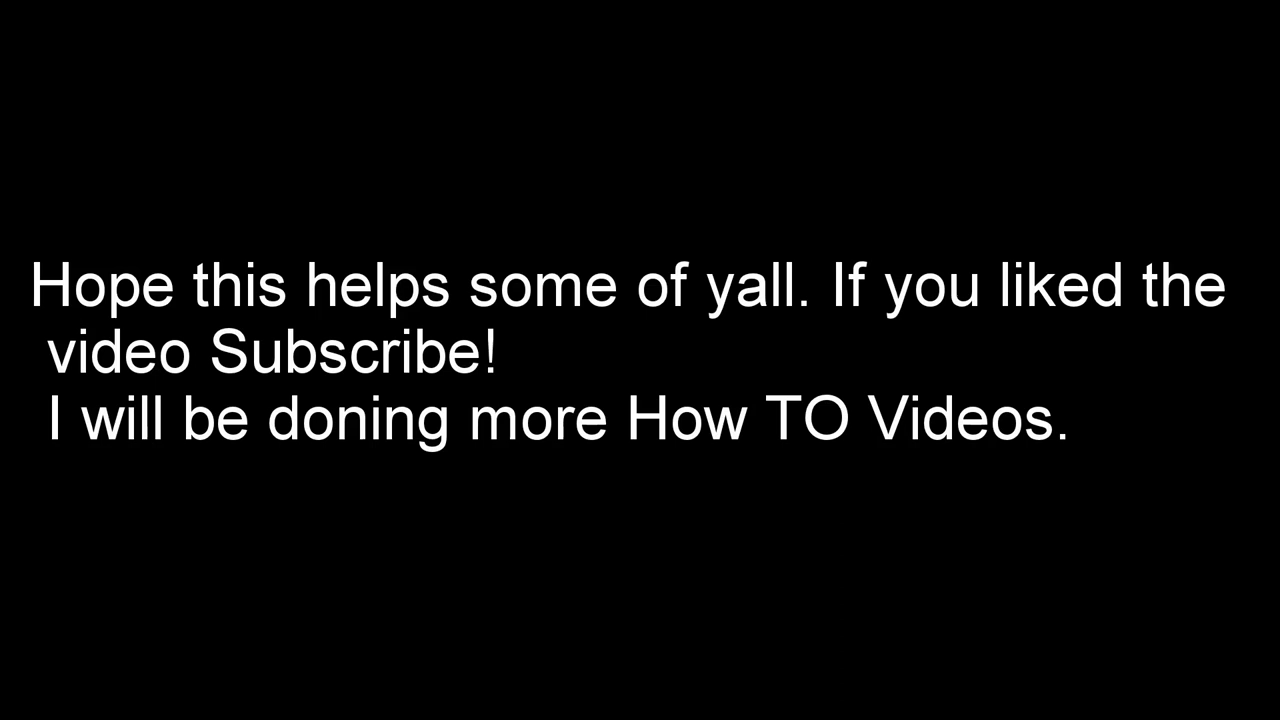 Hope this helps some of yall. If you liked the
video Subscribe!
I will be doning more How TO Videos.